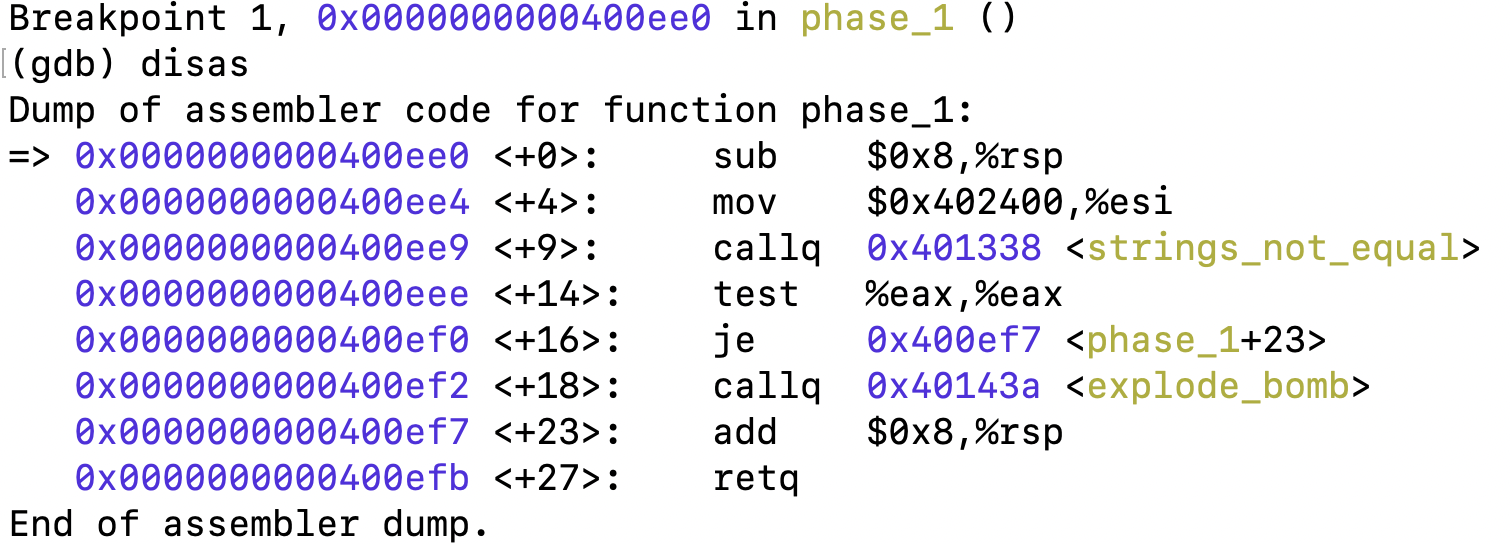 Breakpoint 1, 0x0000000000400ee0 in phase_1 ()
(gdb) disas
Dump of assembler code for function phase_1:
=> 0x0000000000400ee0 <+0>:     sub    $0x8,%rsp
   0x0000000000400ee4 <+4>:     mov    $0x402400,%esi
   0x0000000000400ee9 <+9>:     callq  0x401338 <strings_not_equal>
   0x0000000000400eee <+14>:    test   %eax,%eax
   0x0000000000400ef0 <+16>:    je     0x400ef7 <phase_1+23>
   0x0000000000400ef2 <+18>:    callq  0x40143a <explode_bomb>
   0x0000000000400ef7 <+23>:    add    $0x8,%rsp
   0x0000000000400efb <+27>:    retq
End of assembler dump.